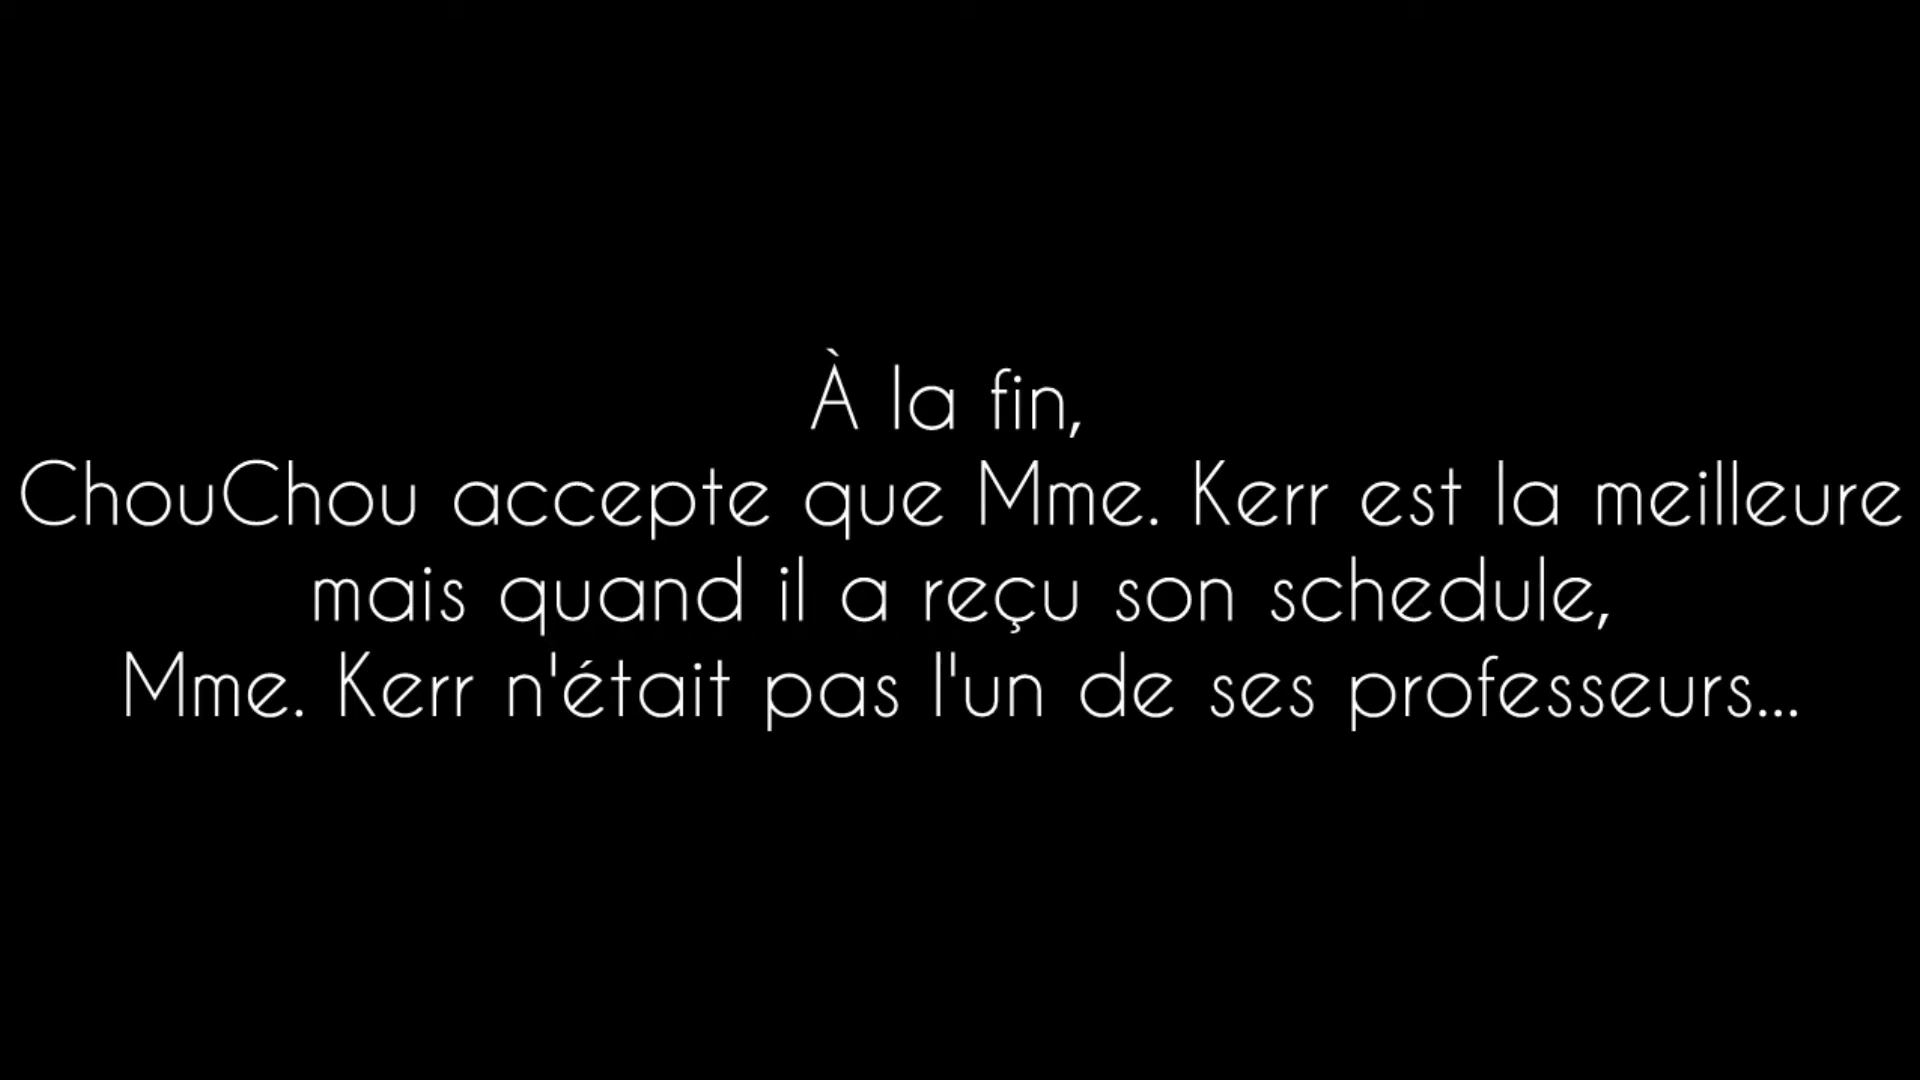 À la fin,
ChouChou accepte que Mme. Kerr est la meilleure
mais quand il a reçu son schedule,
Mme. Kerr n'était pas l'un de ses professeurs...